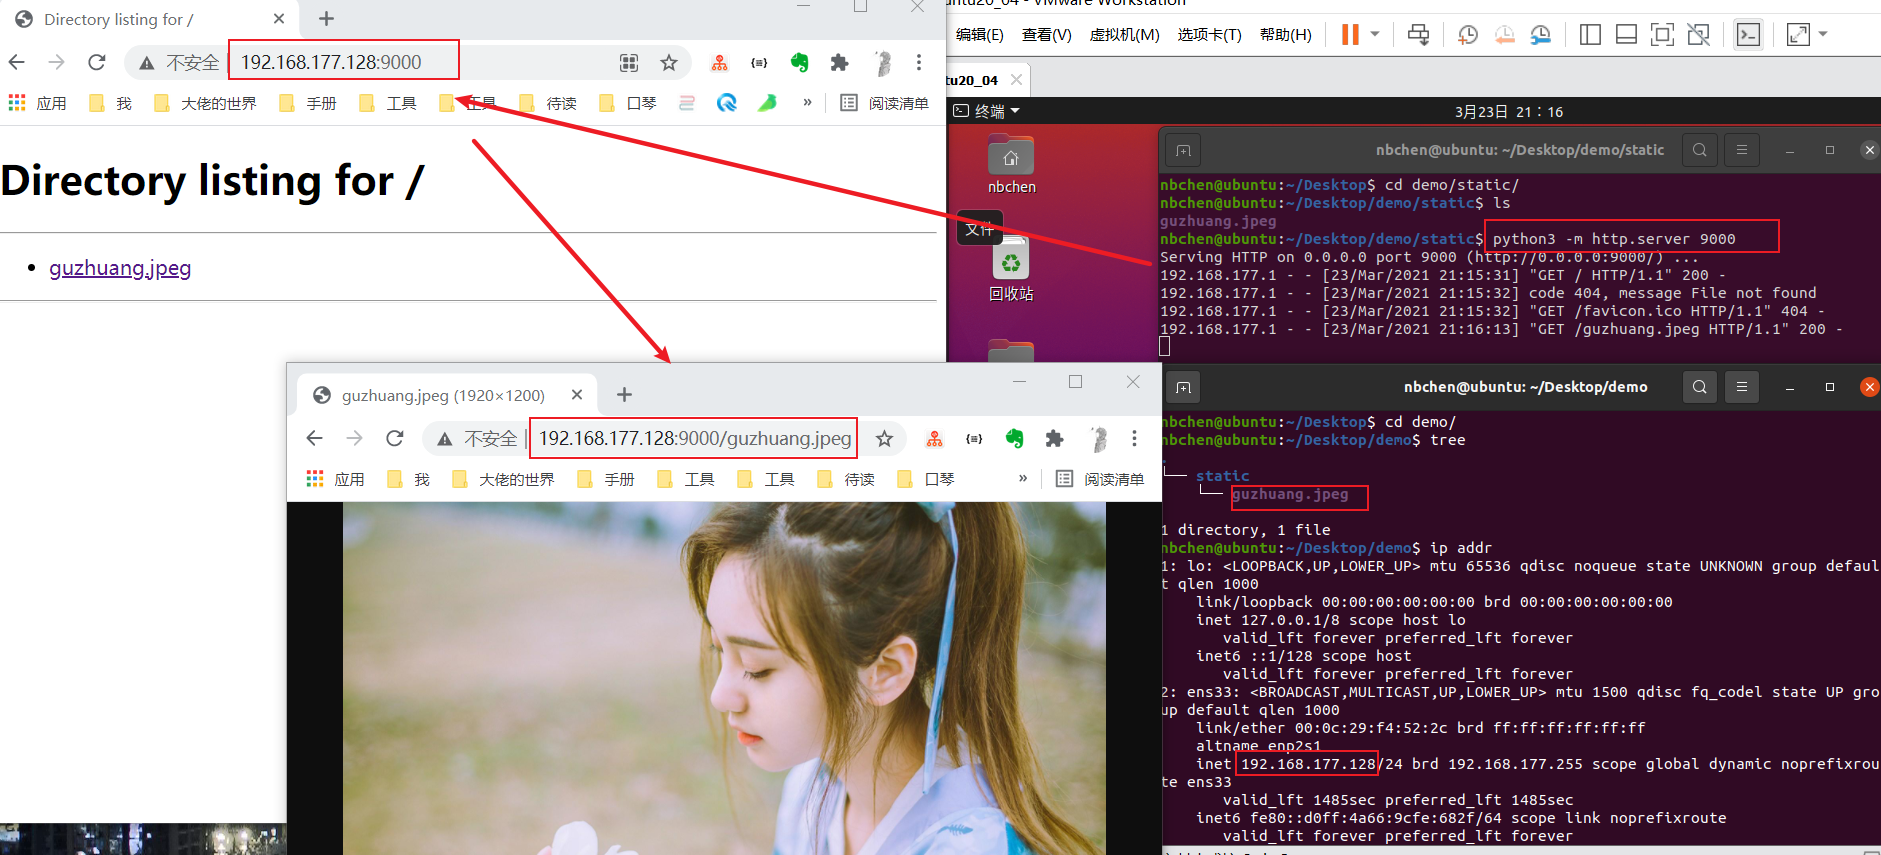 Directory listing for /
不安全 | 192.168.177.128:9000
应用 我 大佬的世界 手册 工具 工具 待读 口琴 » 阅读清单
Directory listing for /
guzhuang.jpeg
guzhuang.jpeg (1920×1200)
不安全 | 192.168.177.128:9000/guzhuang.jpeg
应用 我 大佬的世界 手册 工具 工具 待读 口琴 » 阅读清单
ntu20_04 - VMware Workstation
编辑(E) 查看(V) 虚拟机(M) 选项卡(T) 帮助(H)
tu20_04
终端 3月23日 21：16
nbchen
文件
回收站
nbchen@ubuntu: ~/Desktop/demo/static
nbchen@ubuntu:~/Desktop$ cd demo/static/
nbchen@ubuntu:~/Desktop/demo/static$ ls
guzhuang.jpeg
nbchen@ubuntu:~/Desktop/demo/static$ python3 -m http.server 9000
Serving HTTP on 0.0.0.0 port 9000 (http://0.0.0.0:9000/) ...
192.168.177.1 - - [23/Mar/2021 21:15:31] "GET / HTTP/1.1" 200 -
192.168.177.1 - - [23/Mar/2021 21:15:32] code 404, message File not found
192.168.177.1 - - [23/Mar/2021 21:15:32] "GET /favicon.ico HTTP/1.1" 404 -
192.168.177.1 - - [23/Mar/2021 21:16:13] "GET /guzhuang.jpeg HTTP/1.1" 200 -
nbchen@ubuntu: ~/Desktop/demo
nbchen@ubuntu:~/Desktop$ cd demo/
nbchen@ubuntu:~/Desktop/demo$ tree
.
└── static
    └── guzhuang.jpeg
1 directory, 1 file
nbchen@ubuntu:~/Desktop/demo$ ip addr
1: lo: <LOOPBACK,UP,LOWER_UP> mtu 65536 qdisc noqueue state UNKNOWN group defaul
t qlen 1000
    link/loopback 00:00:00:00:00:00 brd 00:00:00:00:00:00
    inet 127.0.0.1/8 scope host lo
       valid_lft forever preferred_lft forever
    inet6 ::1/128 scope host
       valid_lft forever preferred_lft forever
2: ens33: <BROADCAST,MULTICAST,UP,LOWER_UP> mtu 1500 qdisc fq_codel state UP gro
up default qlen 1000
    link/ether 00:0c:29:f4:52:2c brd ff:ff:ff:ff:ff:ff
    altname enp2s1
    inet 192.168.177.128/24 brd 192.168.177.255 scope global dynamic noprefixrou
te ens33
       valid_lft 1485sec preferred_lft 1485sec
    inet6 fe80::d0ff:4a66:9cfe:682f/64 scope link noprefixroute
       valid_lft forever preferred_lft forever